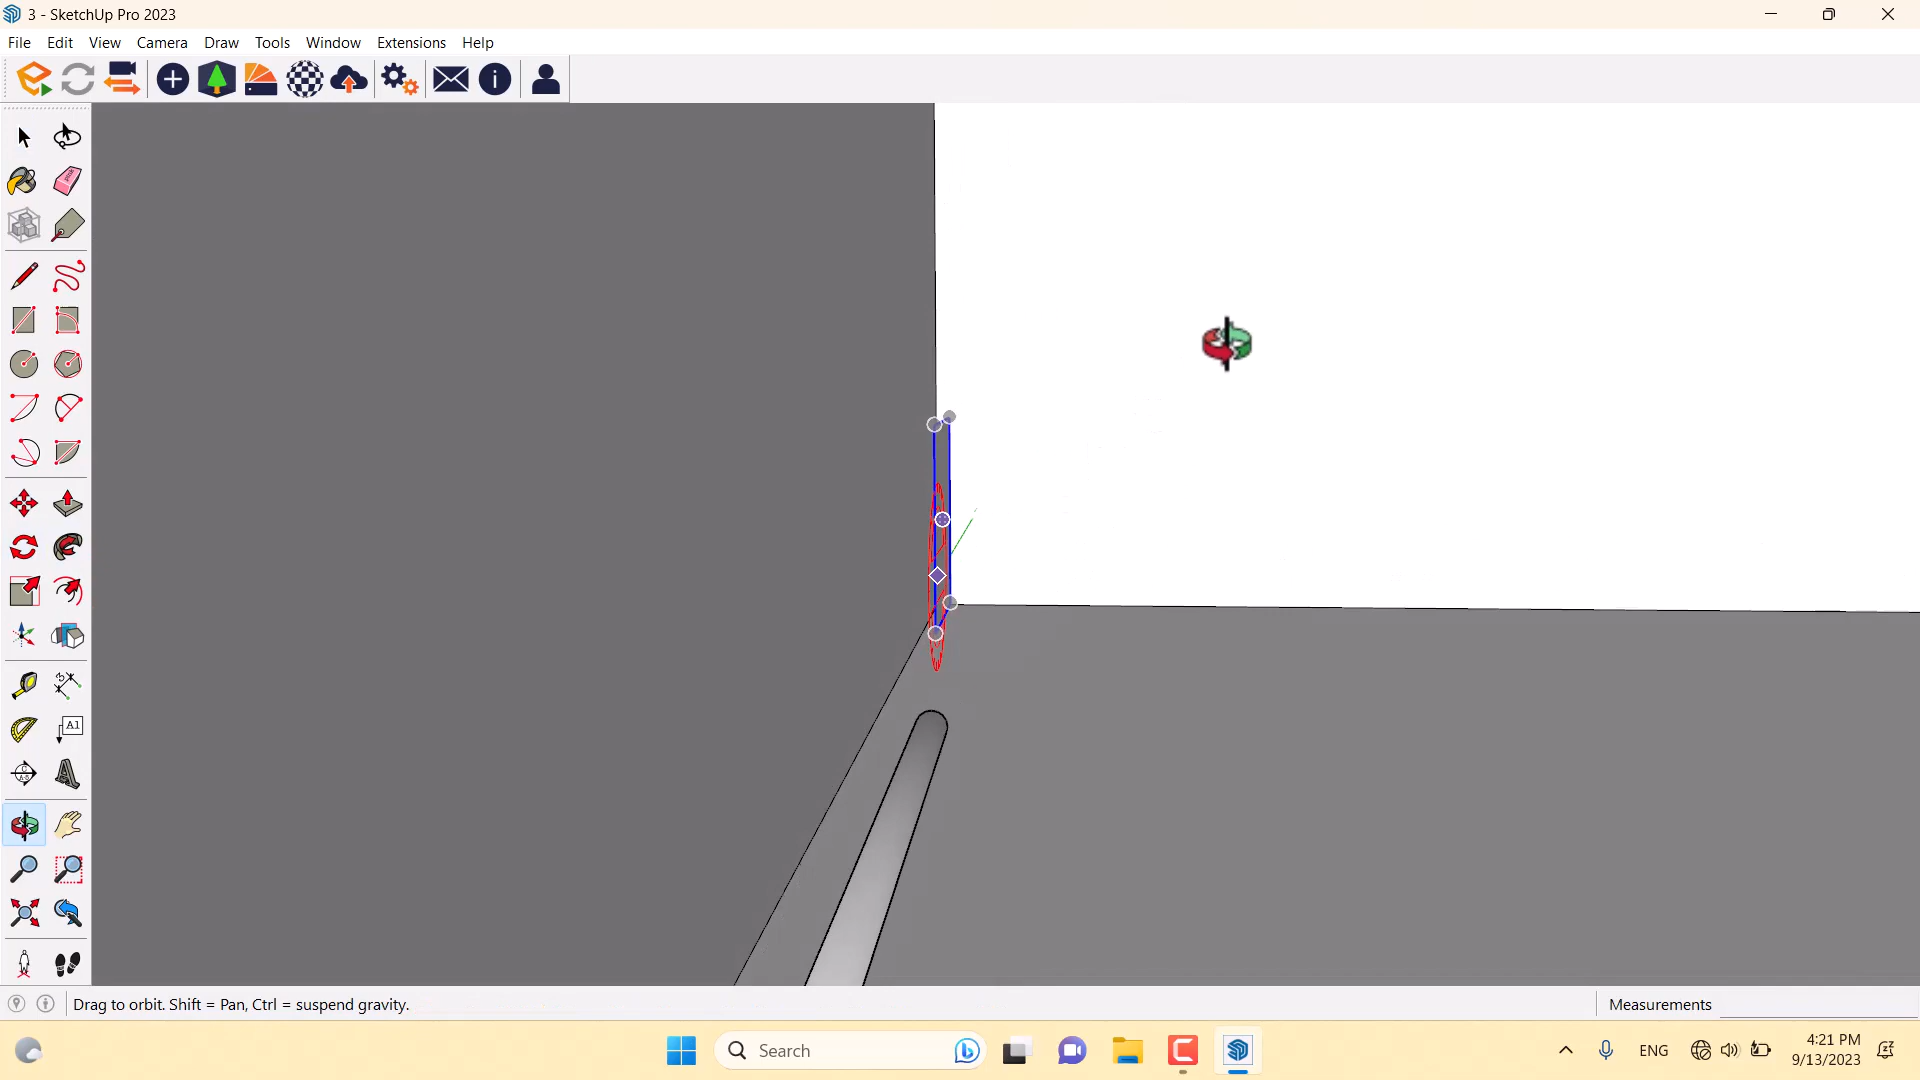 3 - SketchUp Pro 2023
File Edit View Camera Draw Tools Window Extensions Help
A1
Drag to orbit. Shift = Pan, Ctrl = suspend gravity.
Measurements
Search
ENG
4:21 PM
9/13/2023